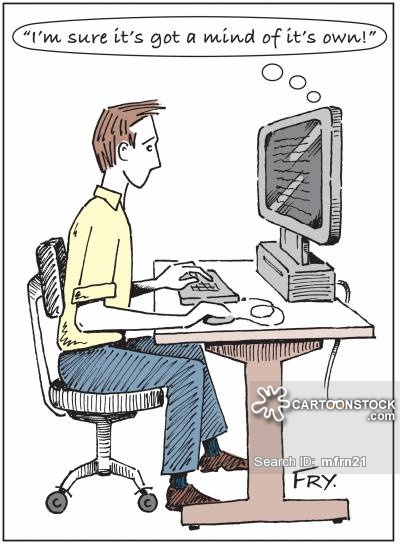 "I'm sure it's got a mind of it's own!"
CARTOONSTOCK
.com
Search ID: mfrn21
FRY.